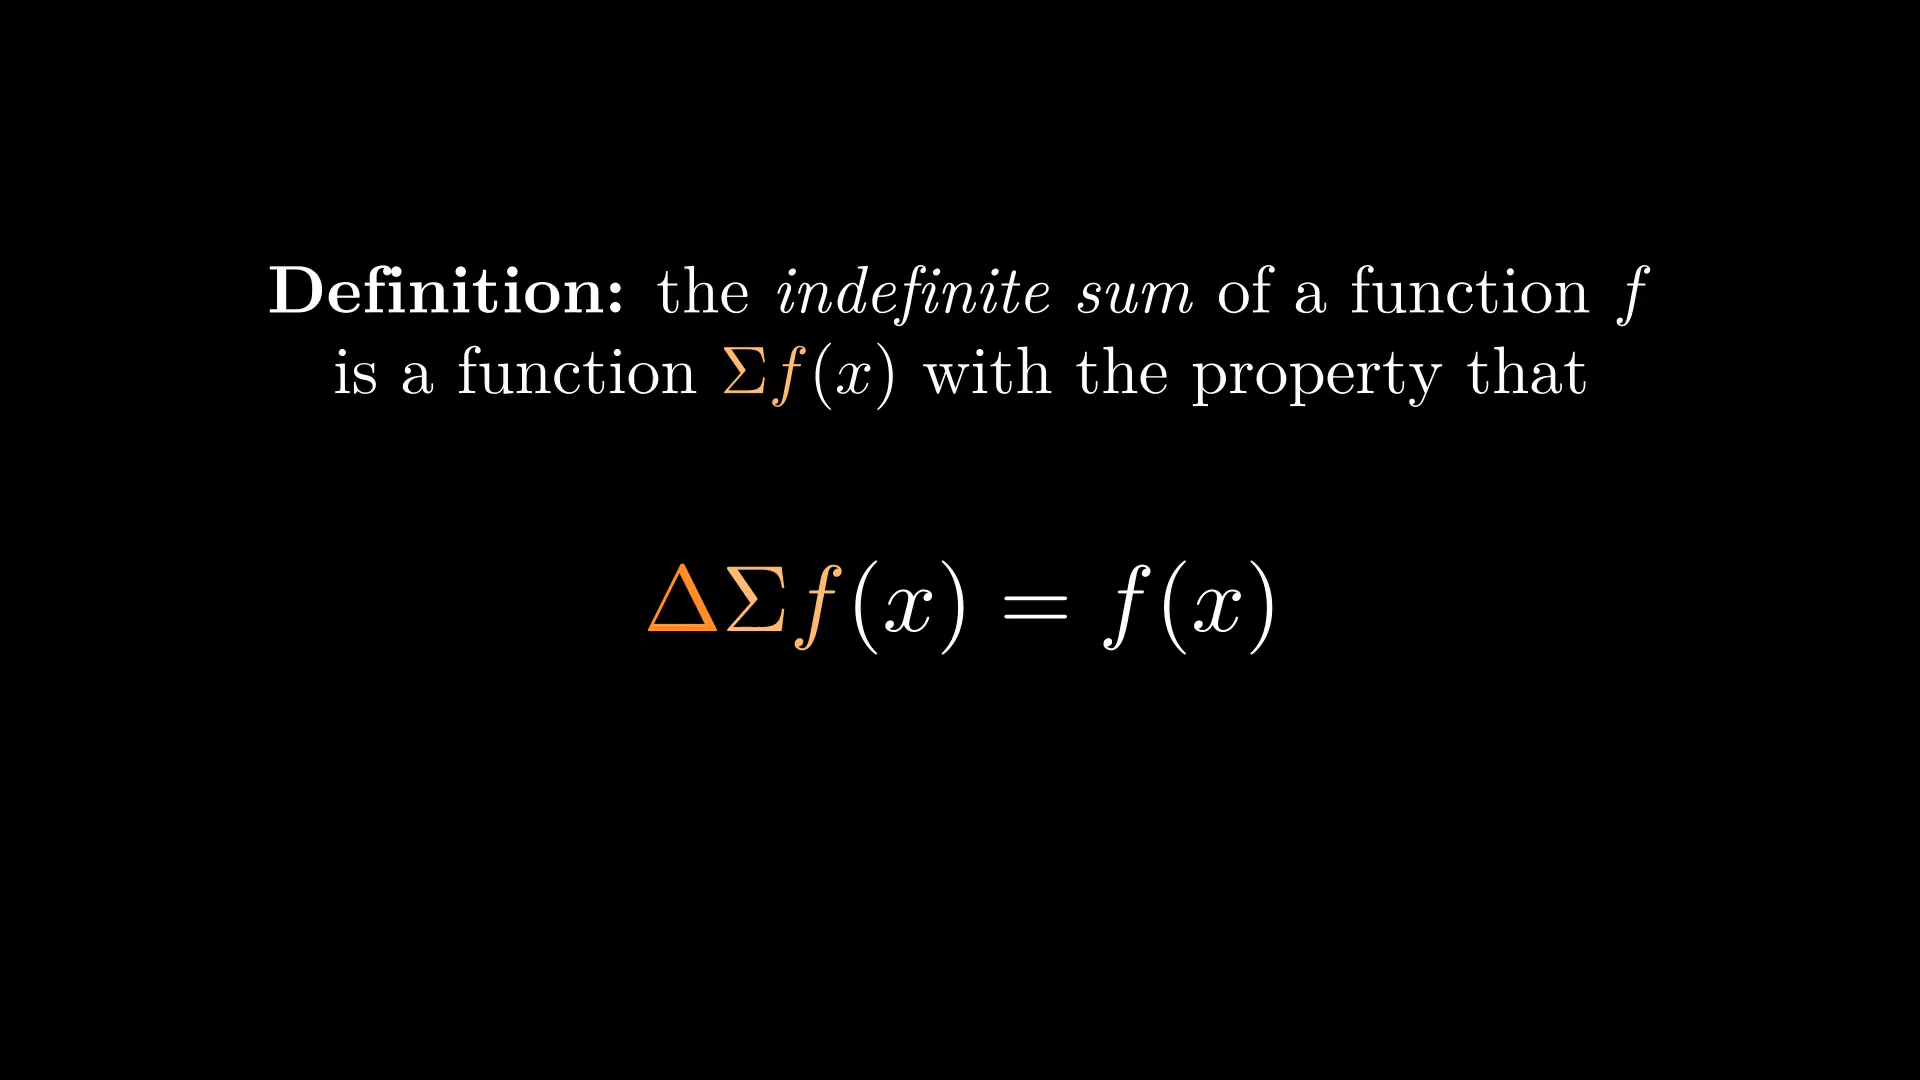 Definition: the indefinite sum of a function f
is a function Σf(x) with the property that
ΔΣf(x) = f(x)